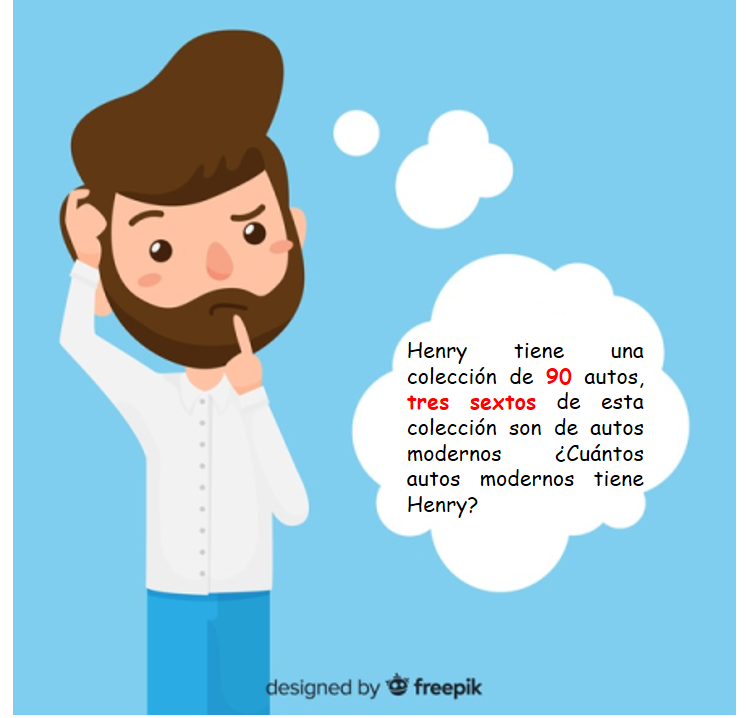 Henry tiene una
colección de 90 autos,
tres sextos de esta
colección son de autos
modernos ¿Cuántos
autos modernos tiene
Henry?
designed by freepik